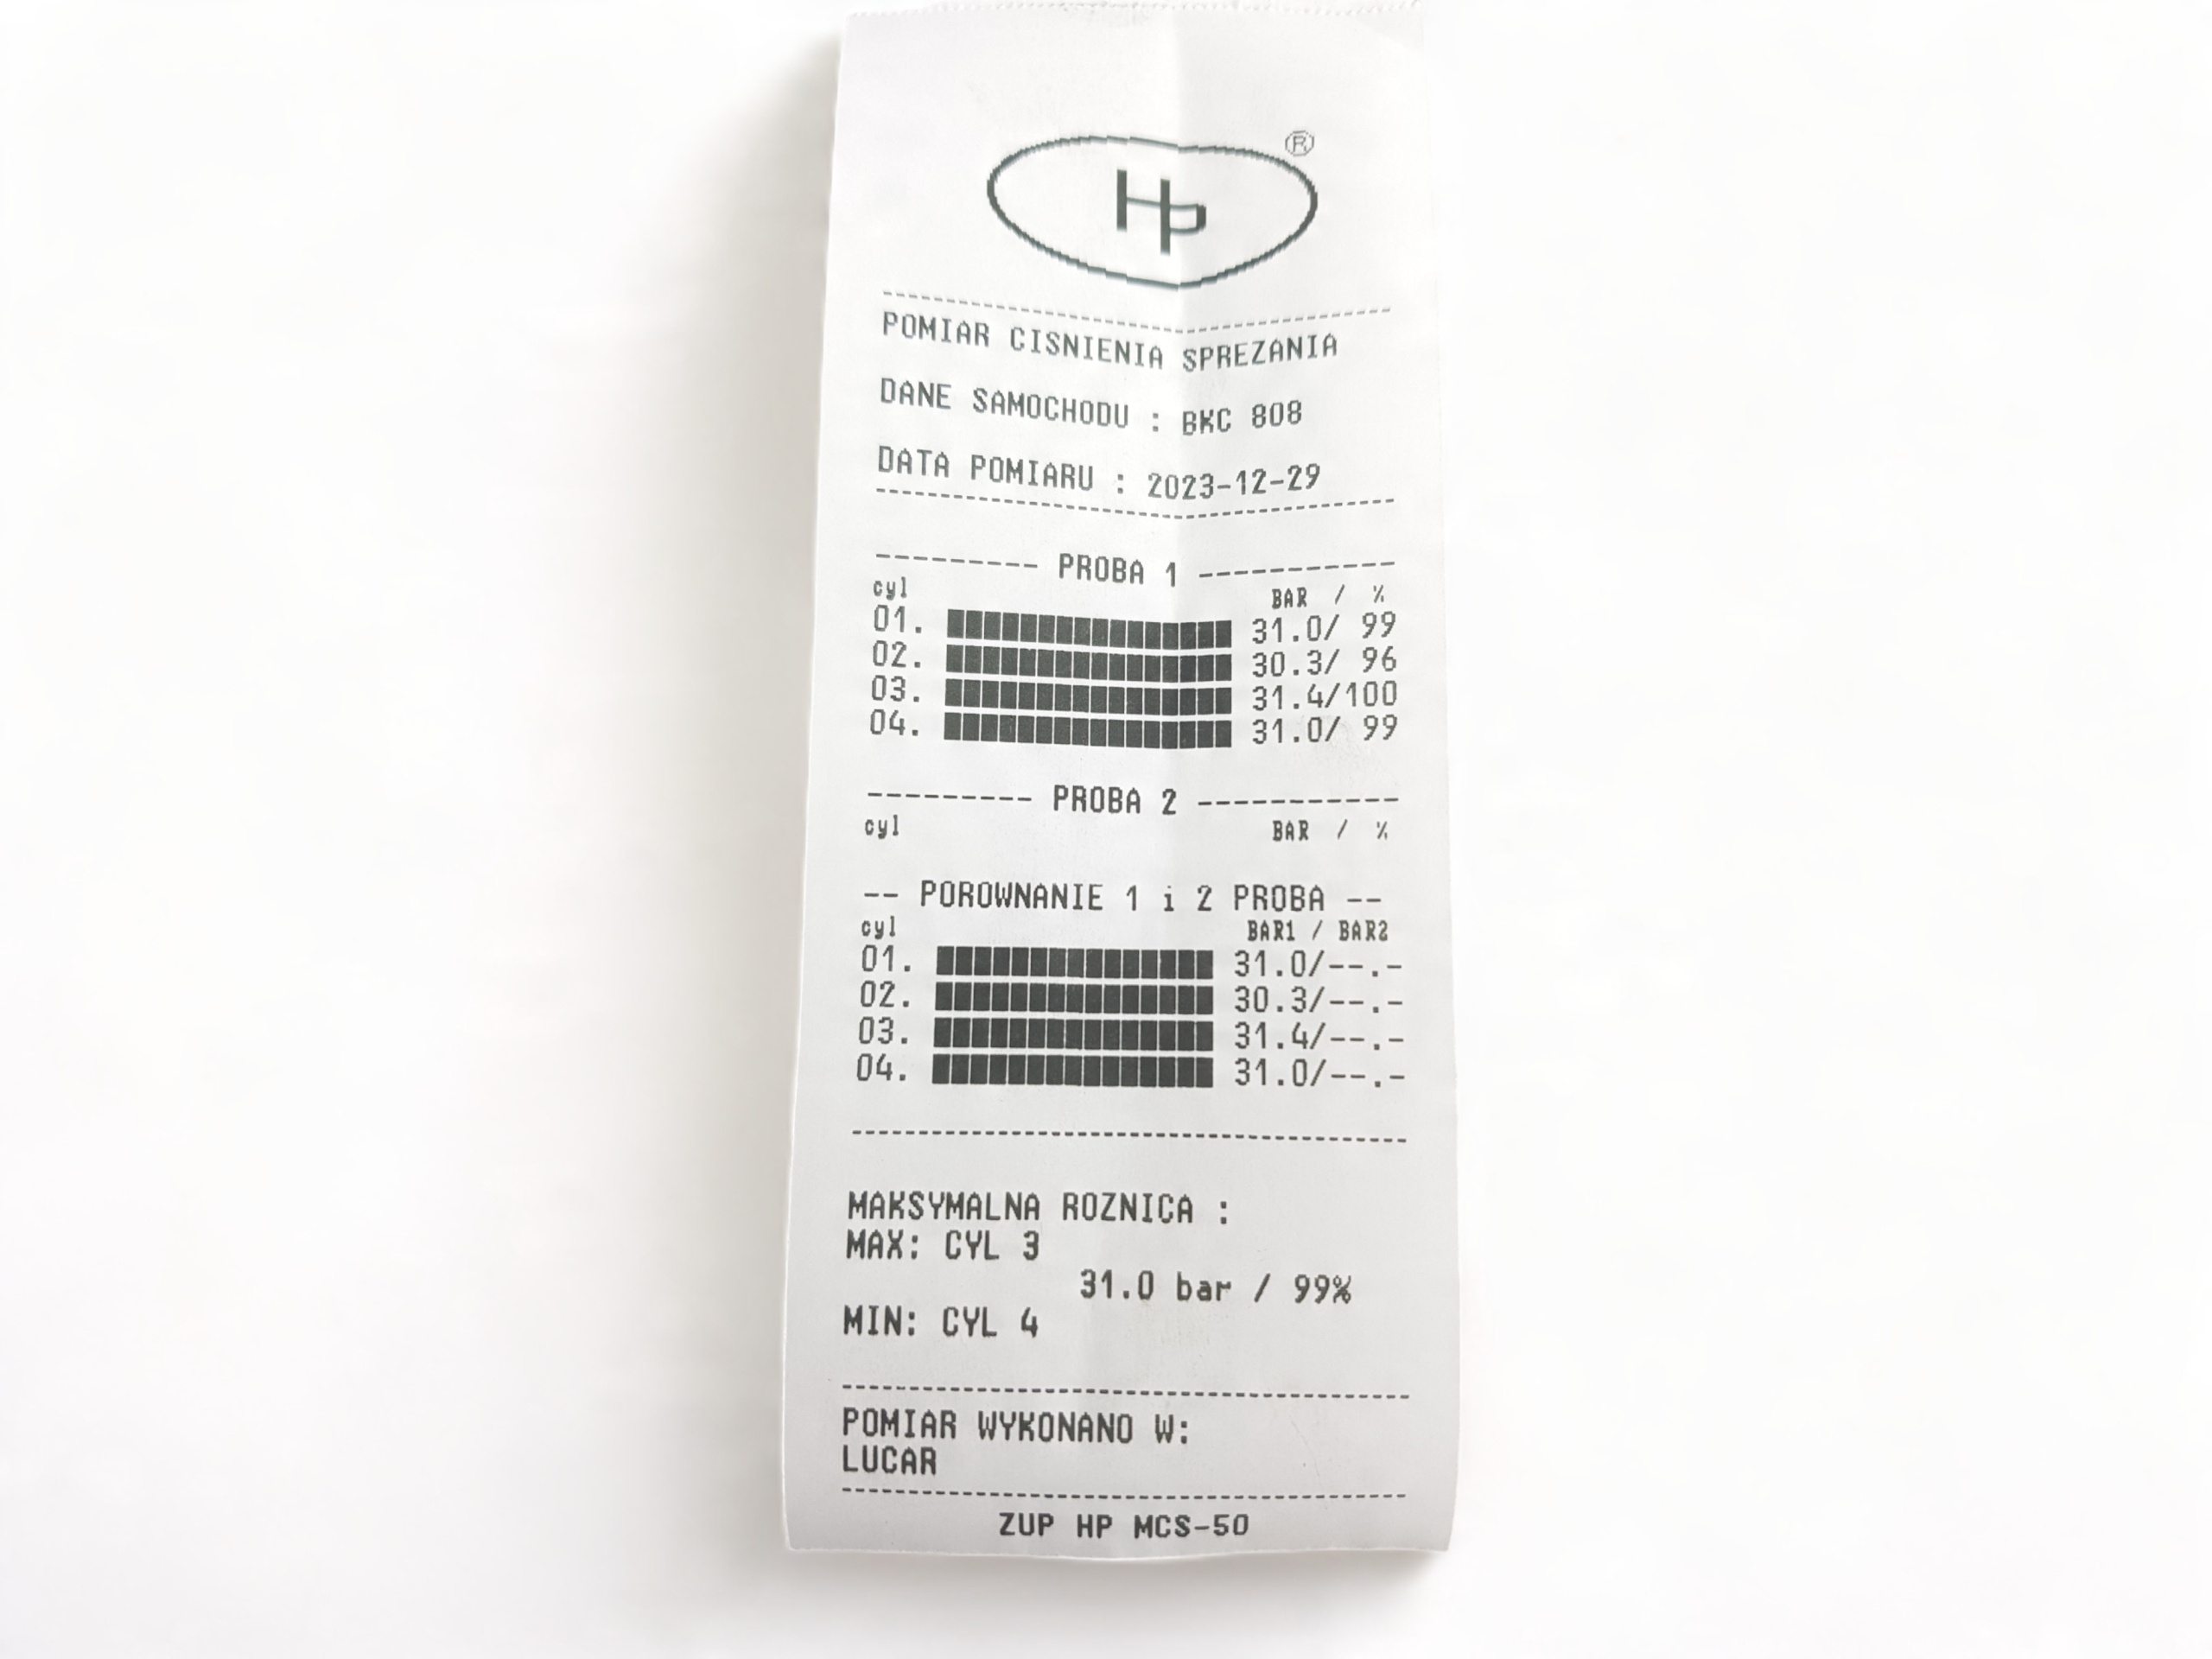 Hp ®
POMIAR CISNIENIA SPREZANIA
DANE SAMOCHODU : BKC 808
DATA POMIARU : 2023-12-29
--------- PROBA 1 -----------
cyl BAR / %
01. 31.0/ 99
02. 30.3/ 96
03. 31.4/100
04. 31.0/ 99
--------- PROBA 2 -----------
cyl BAR / %
-- POROWNANIE 1 i 2 PROBA --
cyl BAR1 / BAR2
01. 31.0/--.-
02. 30.3/--.-
03. 31.4/--.-
04. 31.0/--.-
MAKSYMALNA ROZNICA :
MAX: CYL 3
31.0 bar / 99%
MIN: CYL 4
POMIAR WYKONANO W:
LUCAR
ZUP HP MCS-50